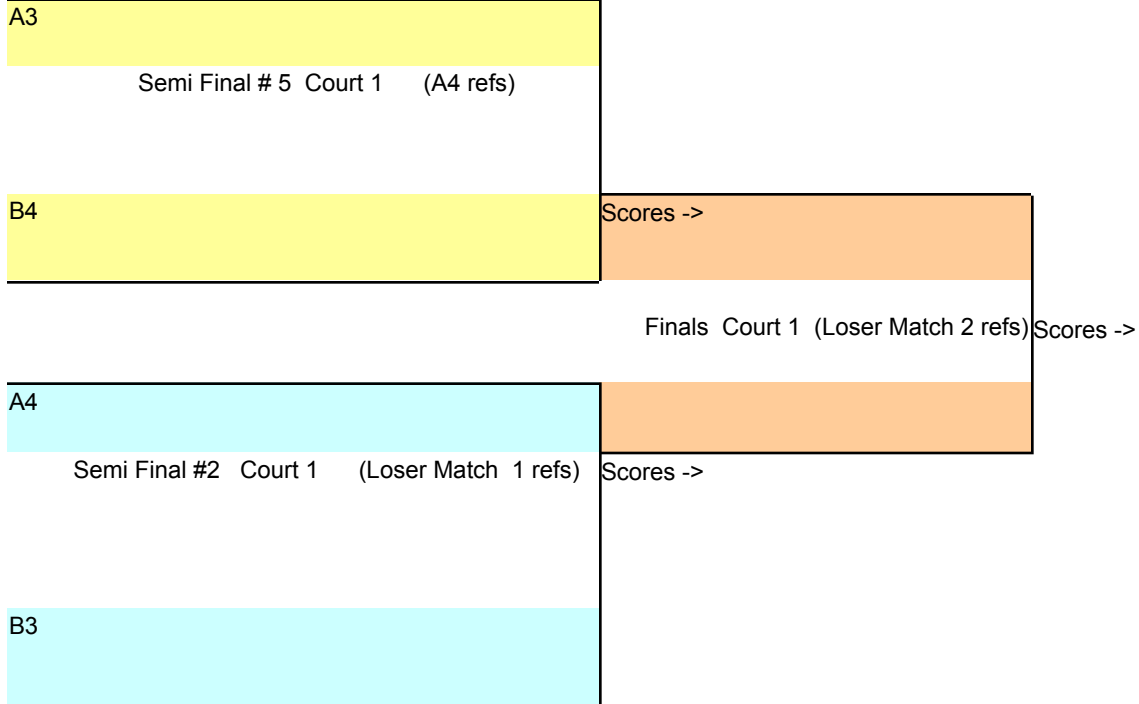 A3
Semi Final # 5 Court 1 (A4 refs)
B4
Scores ->
Finals Court 1 (Loser Match 2 refs)
Scores ->
A4
Semi Final #2 Court 1 (Loser Match 1 refs)
Scores ->
B3